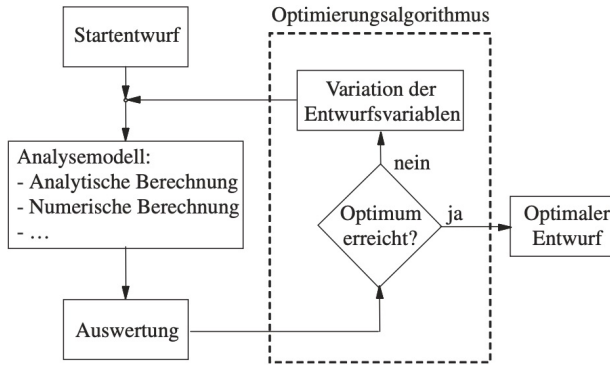 Optimierungsalgorithmus
Startentwurf
Variation der
Entwurfsvariablen
Analysemodell:
- Analytische Berechnung
- Numerische Berechnung
- ...
nein
Optimum
erreicht?
ja
Optimaler
Entwurf
Auswertung